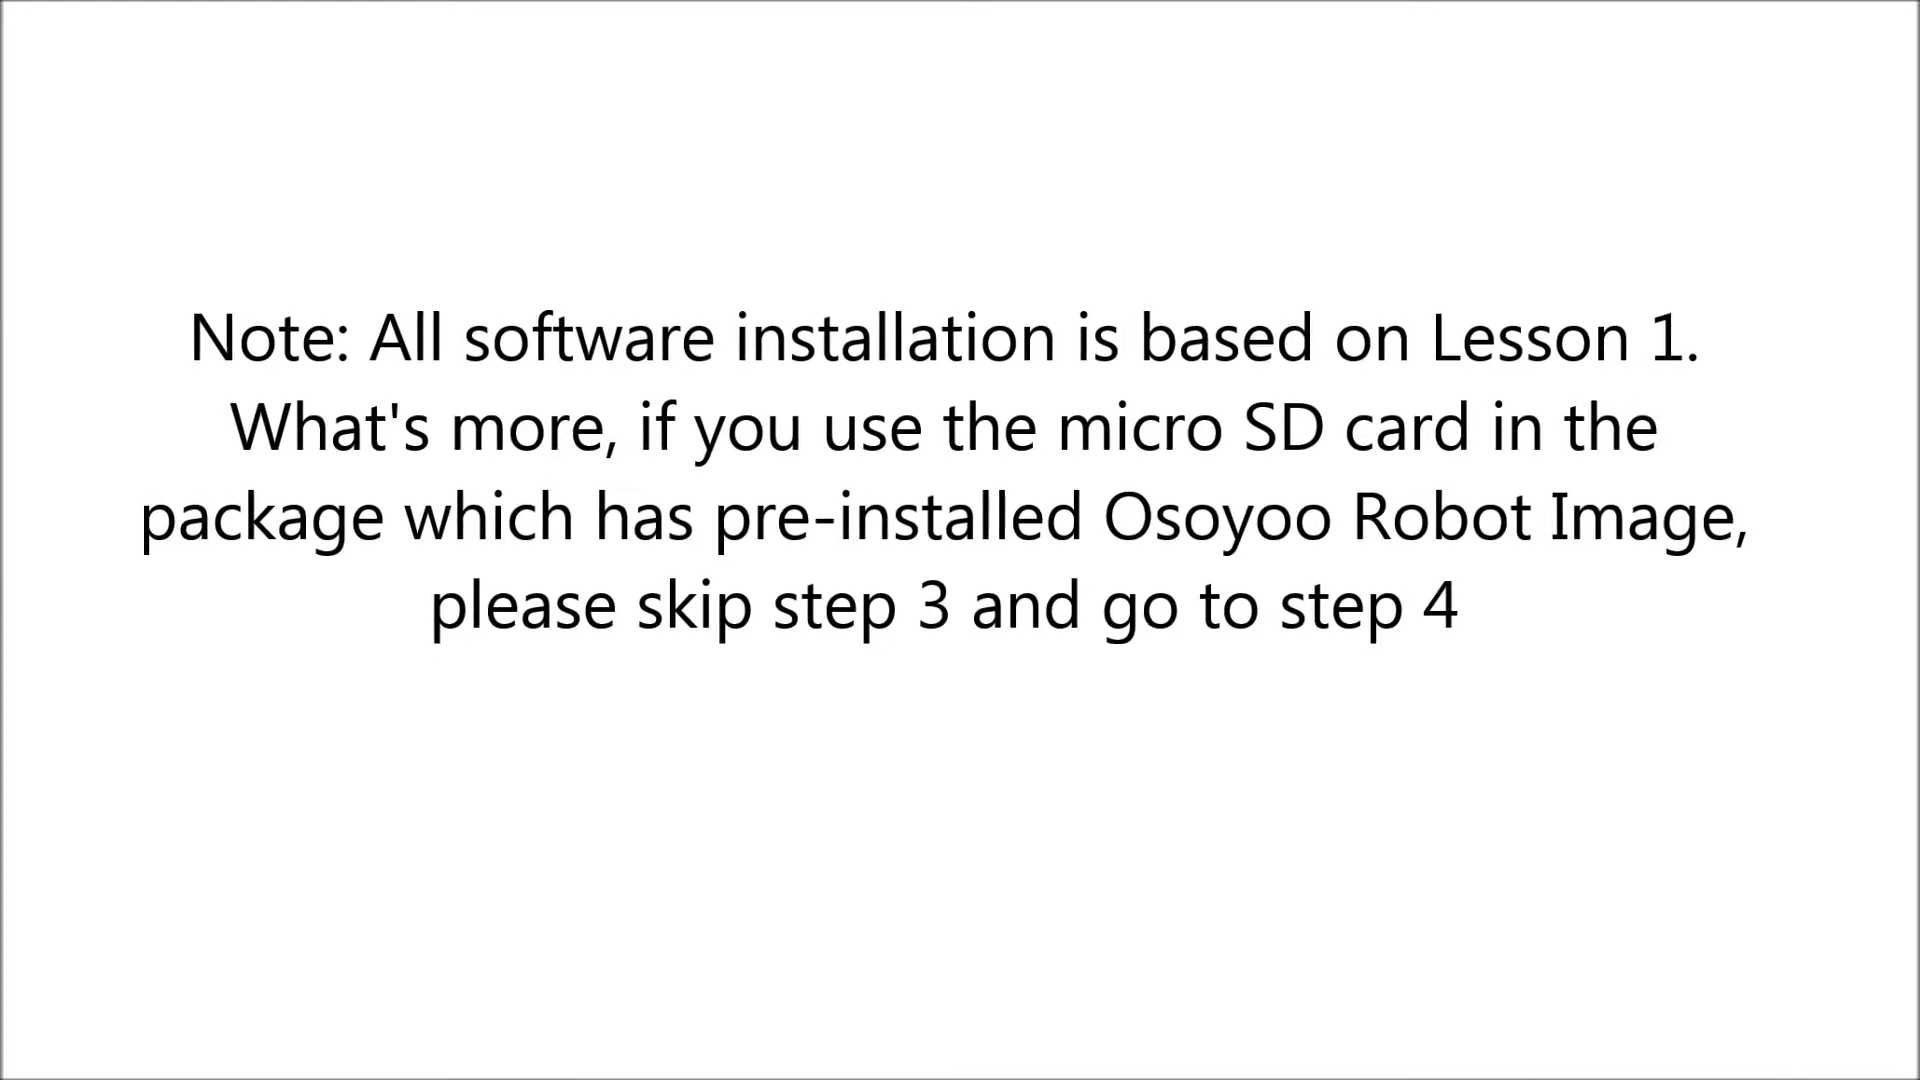 Note: All software installation is based on Lesson 1.
What's more, if you use the micro SD card in the
package which has pre-installed Osoyoo Robot Image,
please skip step 3 and go to step 4